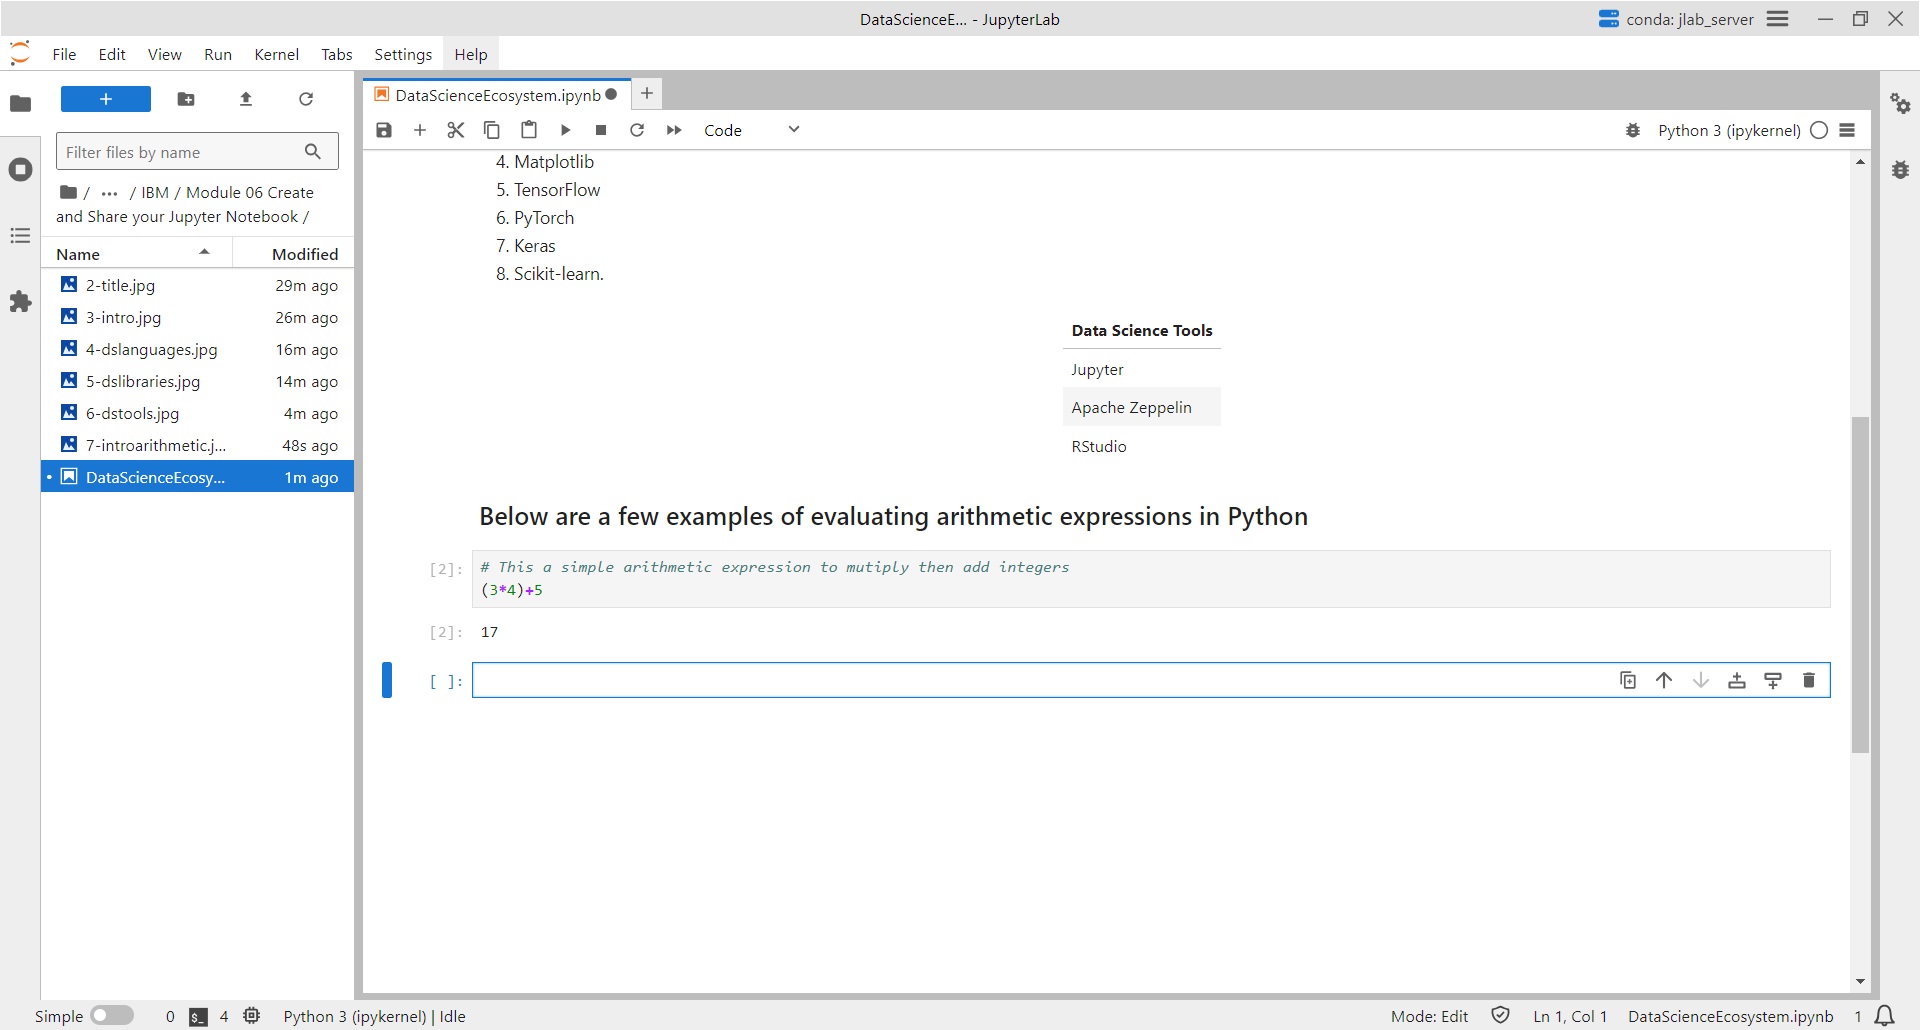 DataScienceE... - JupyterLab
conda: jlab_server
File Edit View Run Kernel Tabs Settings Help
+
Filter files by name
/ ... / IBM / Module 06 Create
and Share your Jupyter Notebook /
Name Modified
2-title.jpg 29m ago
3-intro.jpg 26m ago
4-dslanguages.jpg 16m ago
5-dslibraries.jpg 14m ago
6-dstools.jpg 4m ago
7-introarithmetic.j... 48s ago
DataScienceEcosy... 1m ago
DataScienceEcosystem.ipynb
Code
Python 3 (ipykernel)
4. Matplotlib
5. TensorFlow
6. PyTorch
7. Keras
8. Scikit-learn.
Data Science Tools
Jupyter
Apache Zeppelin
RStudio
Below are a few examples of evaluating arithmetic expressions in Python
[2]: # This a simple arithmetic expression to mutiply then add integers
(3*4)+5
[2]: 17
[ ]:
Simple 0 $_ 4 Python 3 (ipykernel) | Idle
Mode: Edit Ln 1, Col 1 DataScienceEcosystem.ipynb 1